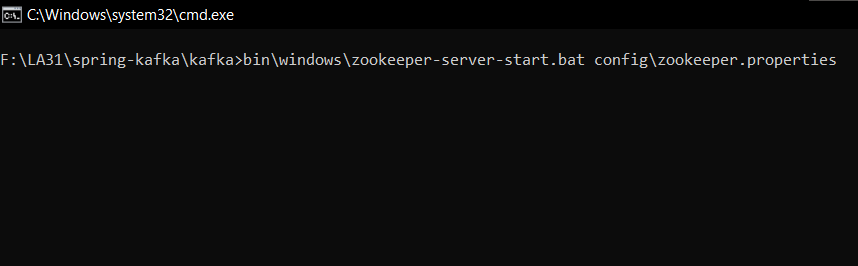 C:\Windows\system32\cmd.exe
F:\LA31\spring-kafka\kafka>bin\windows\zookeeper-server-start.bat config\zookeeper.properties